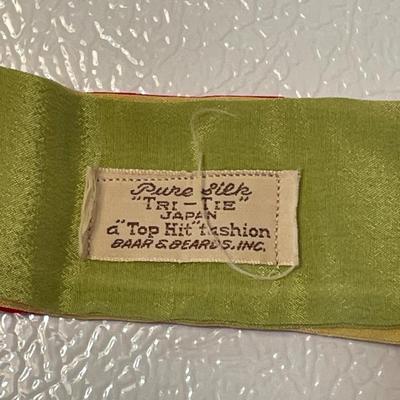 Pure Silk
"TRI-TIE"
JAPAN
a "Top Hit" fashion
BAAR & BEARDS, INC.